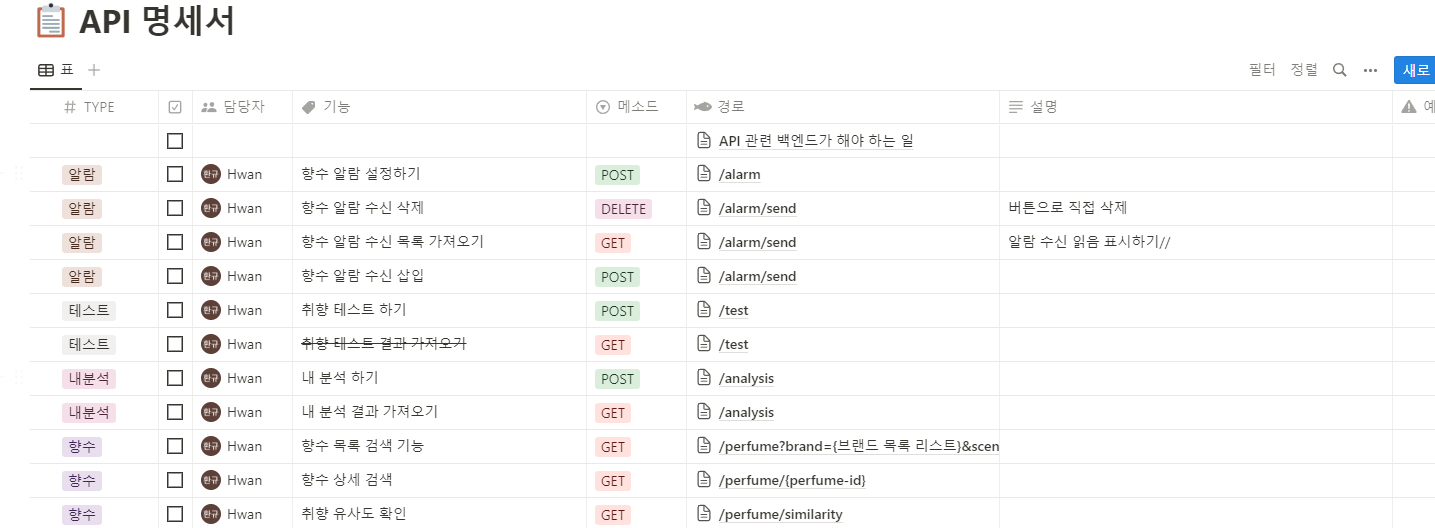 API 명세서
표
필터 정렬 새로
TYPE 담당자 기능 메소드 경로 설명 예
API 관련 백엔드가 해야 하는 일
알람 환규 Hwan 향수 알람 설정하기 POST /alarm
알람 환규 Hwan 향수 알람 수신 삭제 DELETE /alarm/send 버튼으로 직접 삭제
알람 환규 Hwan 향수 알람 수신 목록 가져오기 GET /alarm/send 알람 수신 읽음 표시하기//
알람 환규 Hwan 향수 알람 수신 삽입 POST /alarm/send
테스트 환규 Hwan 취향 테스트 하기 POST /test
테스트 환규 Hwan 취향 테스트 결과 가져오기 GET /test
내분석 환규 Hwan 내 분석 하기 POST /analysis
내분석 환규 Hwan 내 분석 결과 가져오기 GET /analysis
향수 환규 Hwan 향수 목록 검색 기능 GET /perfume?brand={브랜드 목록 리스트}&scen
향수 환규 Hwan 향수 상세 검색 GET /perfume/{perfume-id}
향수 환규 Hwan 취향 유사도 확인 GET /perfume/similarity